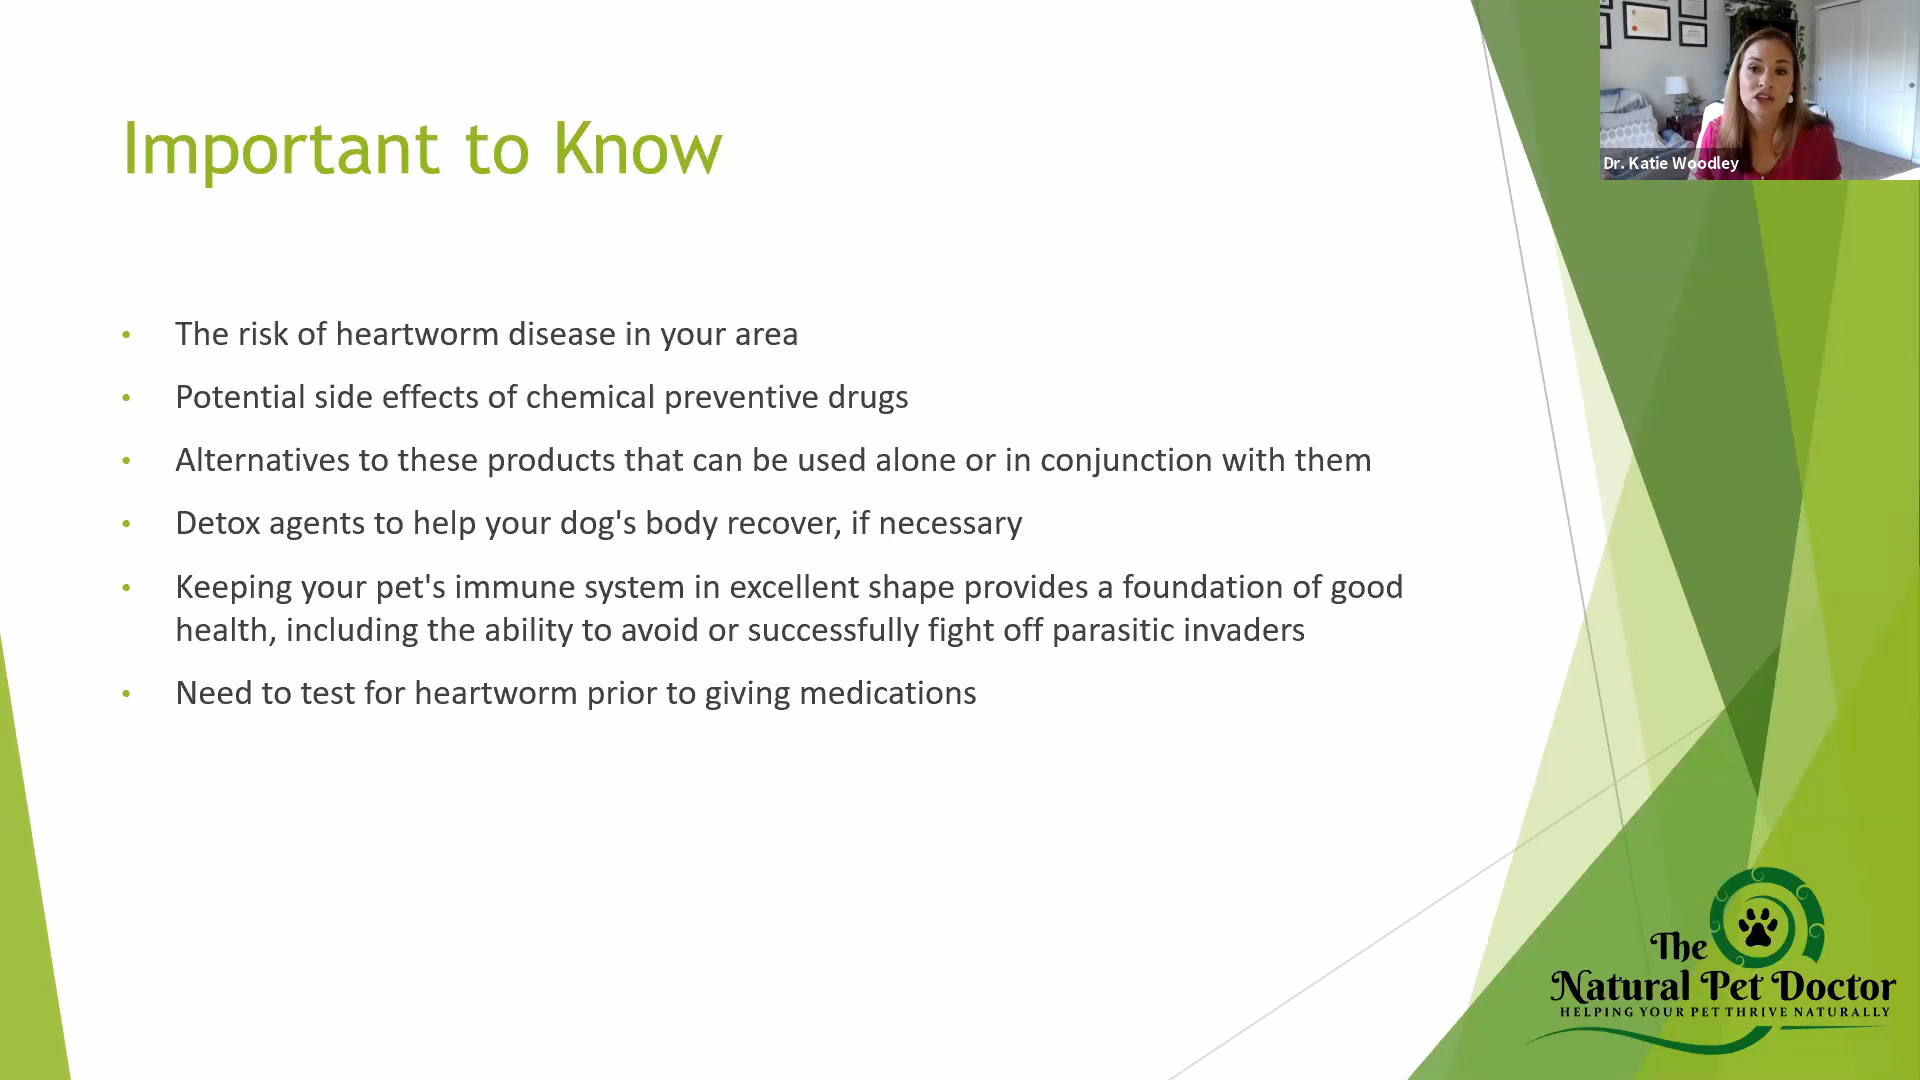 Important to Know
Dr. Katie Woodley
• The risk of heartworm disease in your area
• Potential side effects of chemical preventive drugs
• Alternatives to these products that can be used alone or in conjunction with them
• Detox agents to help your dog's body recover, if necessary
• Keeping your pet's immune system in excellent shape provides a foundation of good
health, including the ability to avoid or successfully fight off parasitic invaders
• Need to test for heartworm prior to giving medications
The
Natural Pet Doctor
HELPING YOUR PET THRIVE NATURALLY